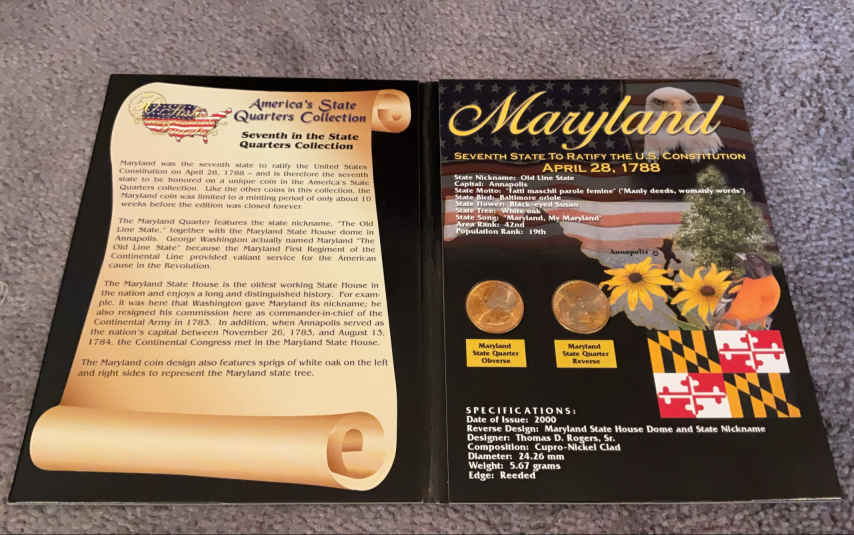 America's State
Quarters Collection
Seventh in the State
Quarters Collection
Maryland was the seventh state to ratify the United States
Constitution on April 28, 1788 – and is therefore the seventh
state to be honored on a unique coin in the America's State
Quarters collection. Like the other coins in this collection, the
Maryland coin was limited to a minting period of only about 10
weeks before the edition was closed forever.
The Maryland Quarter features the state nickname, "The Old
Line State," together with the Maryland State House dome in
Annapolis. George Washington actually named Maryland "The
Old Line State" because the Maryland First Regiment of the
Continental Line provided valiant service for the American
cause in the Revolution.
The Maryland State House is the oldest working State House in
the nation and enjoys a long and distinguished history. For exam-
ple, it was here that Washington gave Maryland its nickname; he
also resigned his commission here as commander-in-chief of the
Continental Army in 1783. In addition, when Annapolis served as
the nation's capital between November 26, 1783, and August 13,
1784, the Continental Congress met in the Maryland State House.
The Maryland coin design also features sprigs of white oak on the left
and right sides to represent the Maryland state tree.
Maryland
Seventh State To Ratify the U.S. Constitution
April 28, 1788
State Nickname: Old Line State
Capital: Annapolis
State Motto: "Fatti maschii parole femine" ("Manly deeds, womanly words")
State Bird: Baltimore oriole
State Flower: Black-eyed Susan
State Tree: White oak
State Song: "Maryland, My Maryland"
Area Rank: 42nd
Population Rank: 19th
Annapolis
Maryland
State Quarter
Obverse
Maryland
State Quarter
Reverse
SPECIFICATIONS:
Date of Issue: 2000
Reverse Design: Maryland State House Dome and State Nickname
Designer: Thomas D. Rogers, Sr.
Composition: Cupro-Nickel Clad
Diameter: 24.26 mm
Weight: 5.67 grams
Edge: Reeded